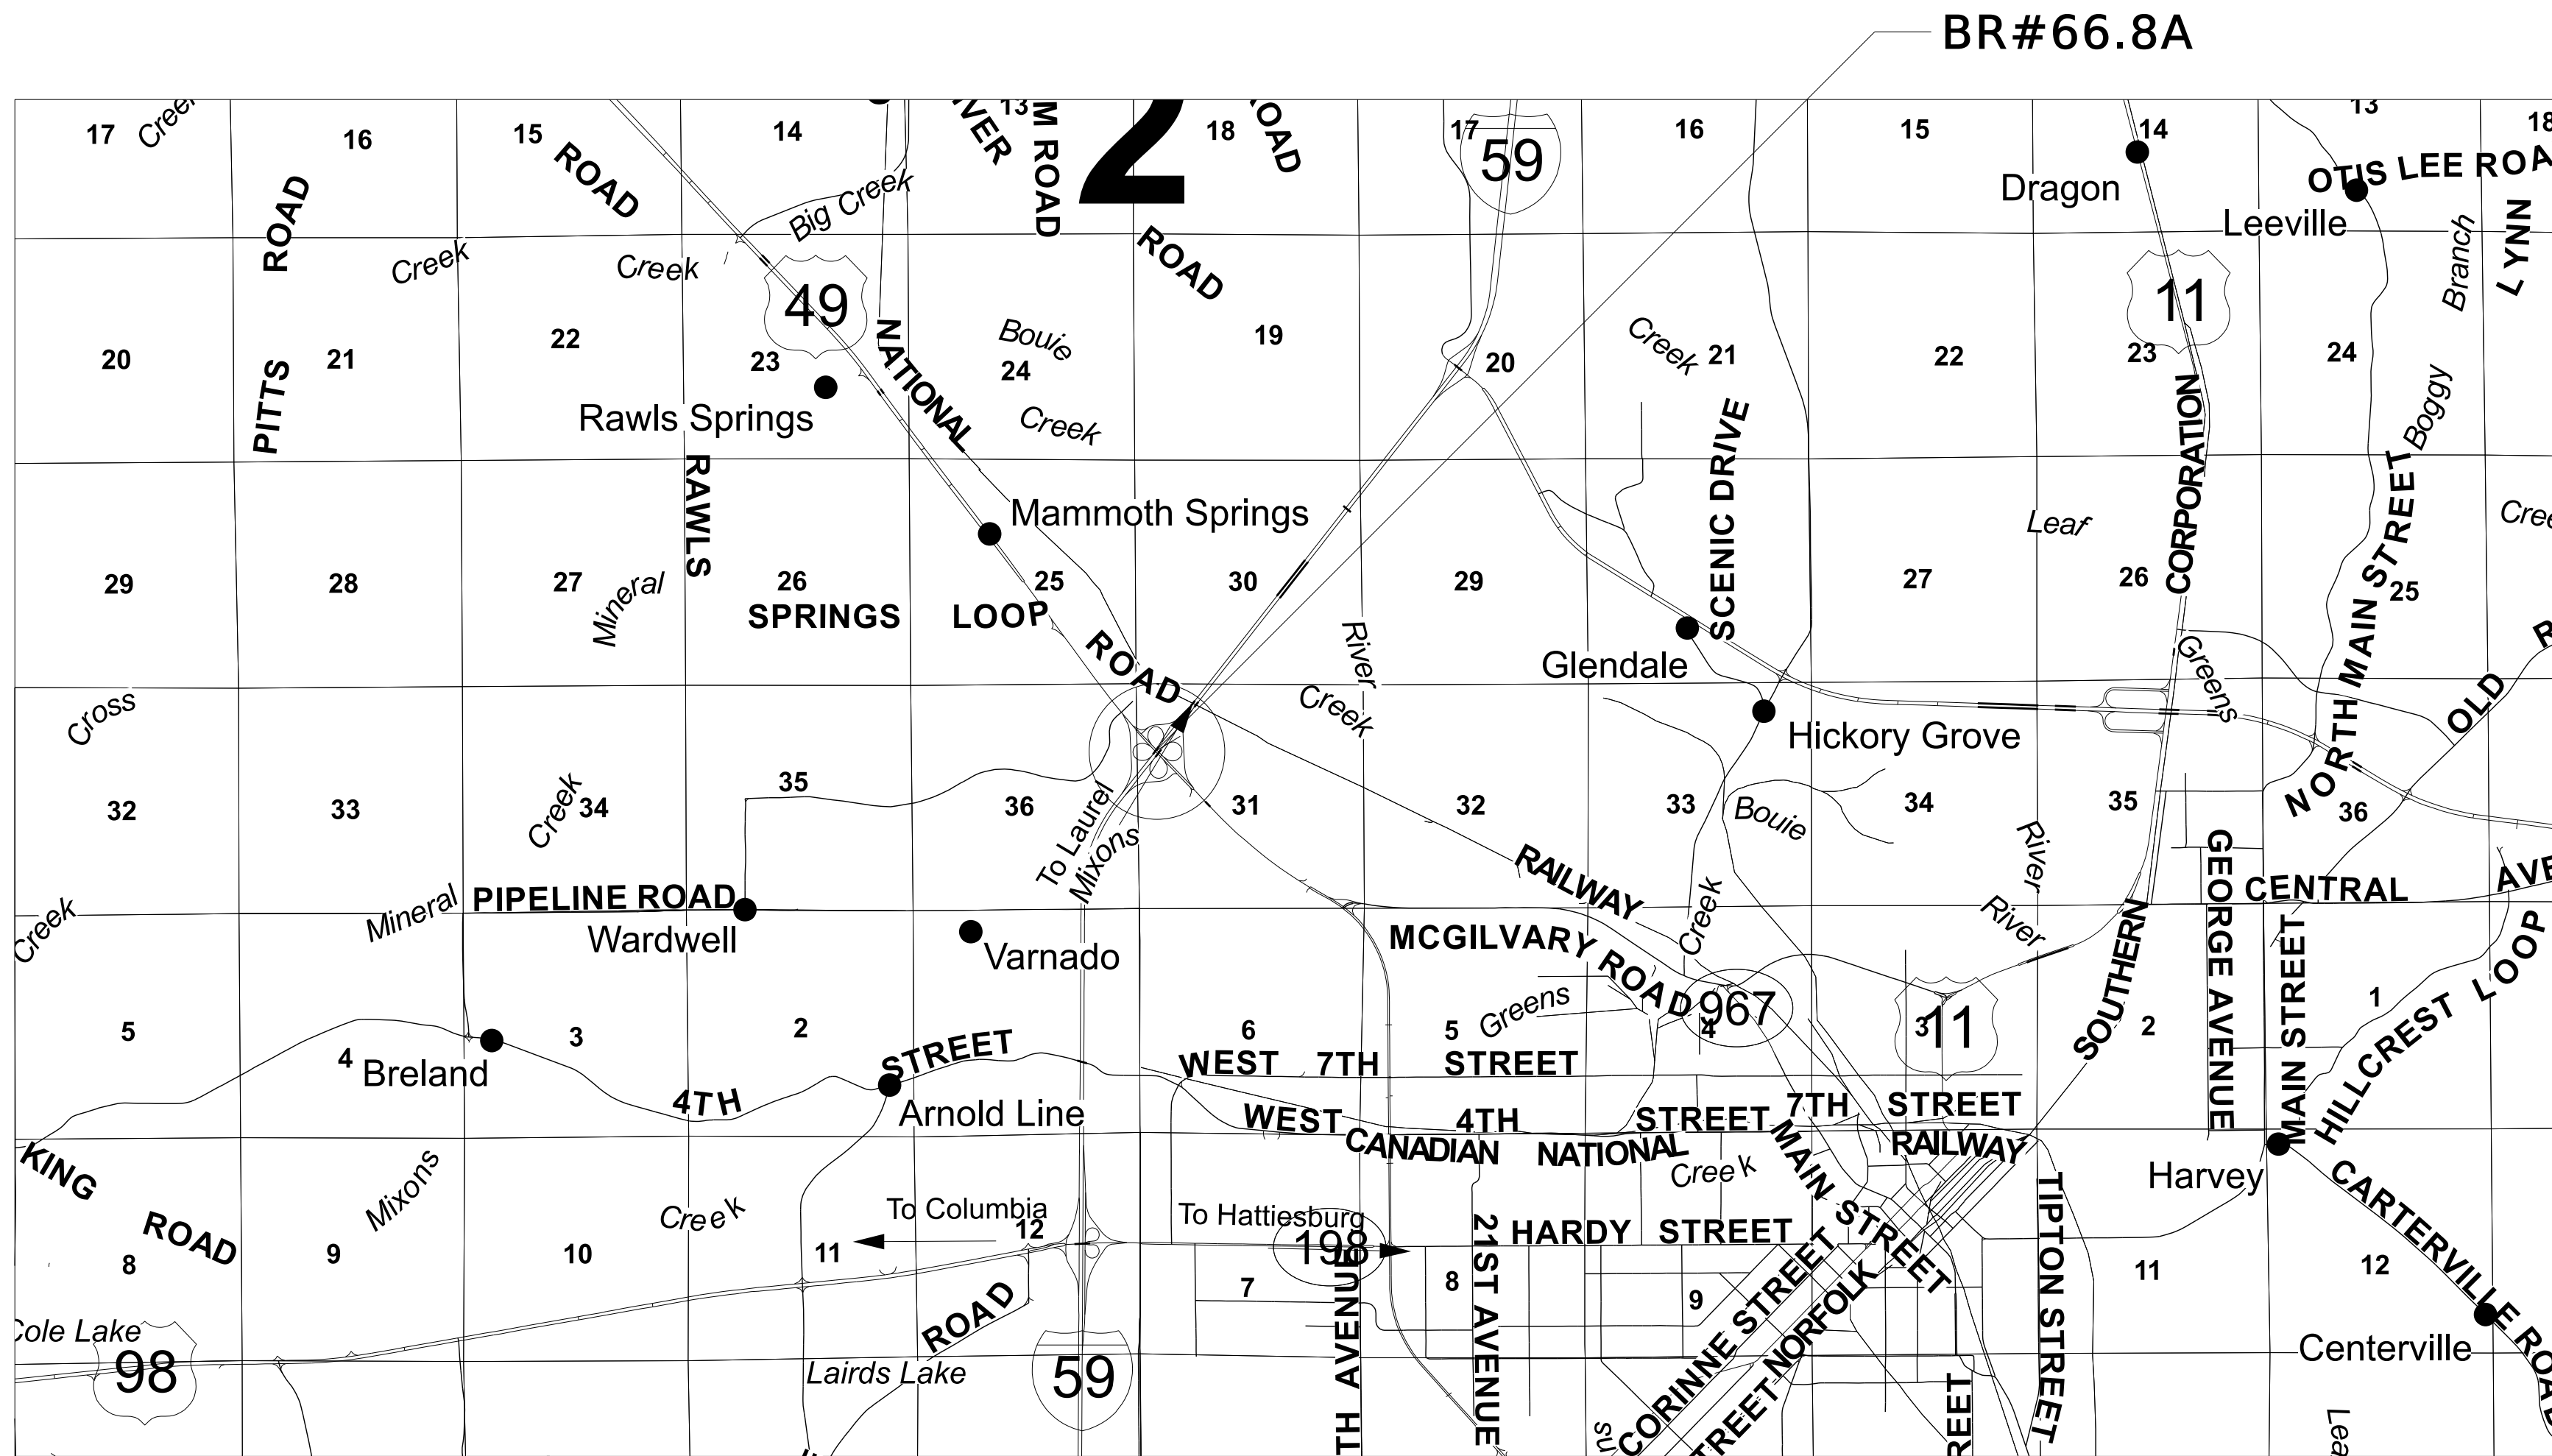 BR#66.8A
17
16
15
14
13
18
17
16
15
14
13
18
ROAD
M ROAD
2
ROAD
59
Dragon
OTIS LEE ROA
Leeville
PITTS ROAD
Creek
Creek
Big Creek
ROAD
Branch
LYNN
49
NATIONAL
Bouie
24
Creek
19
20
Creek
21
22
23
11
24
20
21
22
23
Rawls Springs
Boggy
RAWLS
Mammoth Springs
SCENIC DRIVE
Leaf
CORPORATION
NORTH MAIN STREET
29
28
27
Mineral
26
25
30
29
27
26
25
SPRINGS LOOP ROAD
River
Glendale
Greens
OLD
Cross
Creek
Hickory Grove
32
33
Creek
34
35
36
To Laurel
Mixons
31
32
33
Bouie
34
River
35
36
RAILWAY
GEORGE AVENUE
CENTRAL
AVE
Creek
Mineral
PIPELINE ROAD
Wardwell
Varnado
MCGILVARY ROAD
Creek
River
SOUTHERN
MAIN STREET
HILLCREST LOOP
5
4
3
2
6
5
Greens
967
4
3
11
2
1
Breland
4TH STREET
Arnold Line
WEST 7TH STREET
WEST 4TH STREET
7TH STREET
CANADIAN NATIONAL
RAILWAY
Creek
MAIN STREET
Harvey
KING ROAD
Mixons
Creek
To Columbia
12
To Hattiesburg
198
HARDY STREET
TIPTON STREET
CARTERVILLE ROAD
8
9
10
11
7
8
9
11
12
ROAD
TH AVENUE
21ST AVENUE
CORINNE STREET
NORFOLK
Centerville
Cole Lake
98
Lairds Lake
59
REET